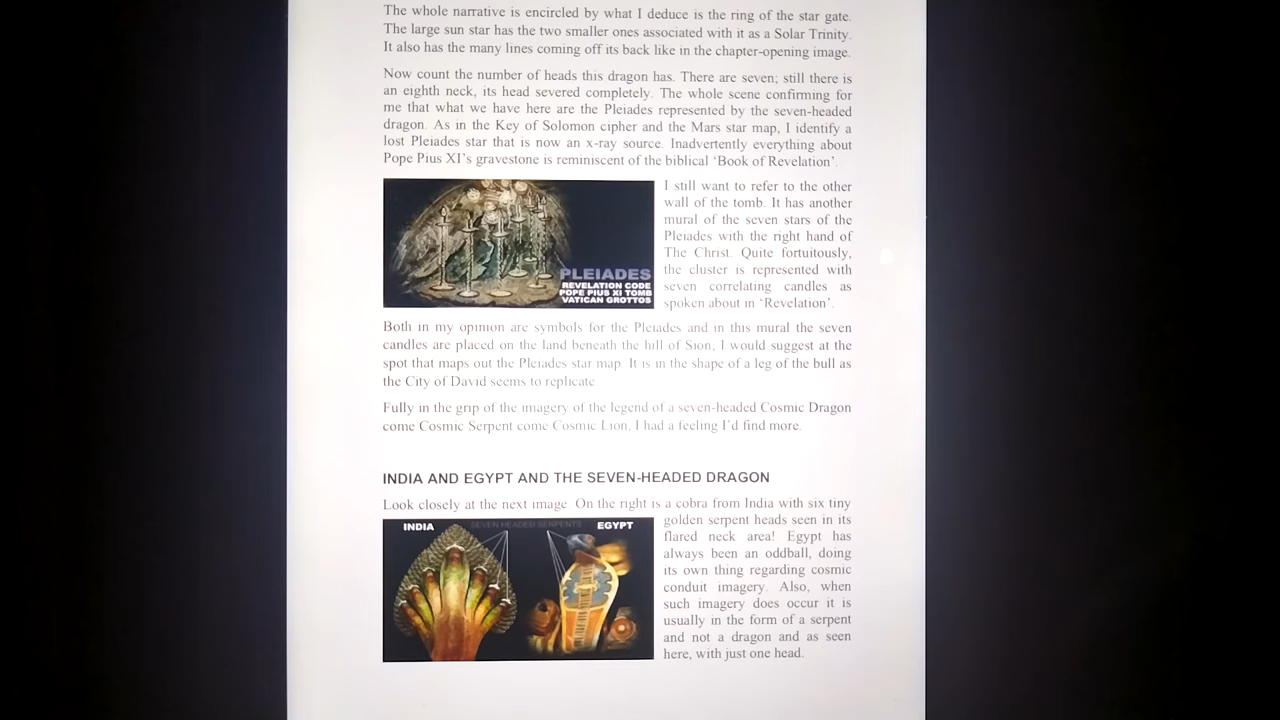 The whole narrative is encircled by what I deduce is the ring of the star gate.
The large sun star has the two smaller ones associated with it as a Solar Trinity.
It also has the many lines coming off its back like in the chapter-opening image.
Now count the number of heads this dragon has. There are seven; still there is
an eighth neck, its head severed completely. The whole scene confirming for
me that what we have here are the Pleiades represented by the seven-headed
dragon. As in the Key of Solomon cipher and the Mars star map, I identify a
lost Pleiades star that is now an x-ray source. Inadvertently everything about
Pope Pius XI's gravestone is reminiscent of the biblical 'Book of Revelation'.
I still want to refer to the other
wall of the tomb. It has another
mural of the seven stars of the
Pleiades with the right hand of
The Christ. Quite fortuitously,
the cluster is represented with
seven correlating candles as
spoken about in 'Revelation'.
PLEIADES
REVELATION CODE
POPE PIUS XI TOMB
VATICAN GROTTOS
Both in my opinion are symbols for the Pleiades and in this mural the seven
candles are placed on the land beneath the hill of Sion, I would suggest at the
spot that maps out the Pleiades star map. It is in the shape of a leg of the bull as
the City of David seems to replicate
Fully in the grip of the imagery of the legend of a seven-headed Cosmic Dragon
come Cosmic Serpent come Cosmic Lion, I had a feeling I'd find more.
INDIA AND EGYPT AND THE SEVEN-HEADED DRAGON
Look closely at the next image. On the right is a cobra from India with six tiny
golden serpent heads seen in its
flared neck area! Egypt has
always been an oddball, doing
its own thing regarding cosmic
conduit imagery. Also, when
such imagery does occur it is
usually in the form of a serpent
and not a dragon and as seen
here, with just one head.
INDIA SEVEN HEADED SERPENTS EGYPT